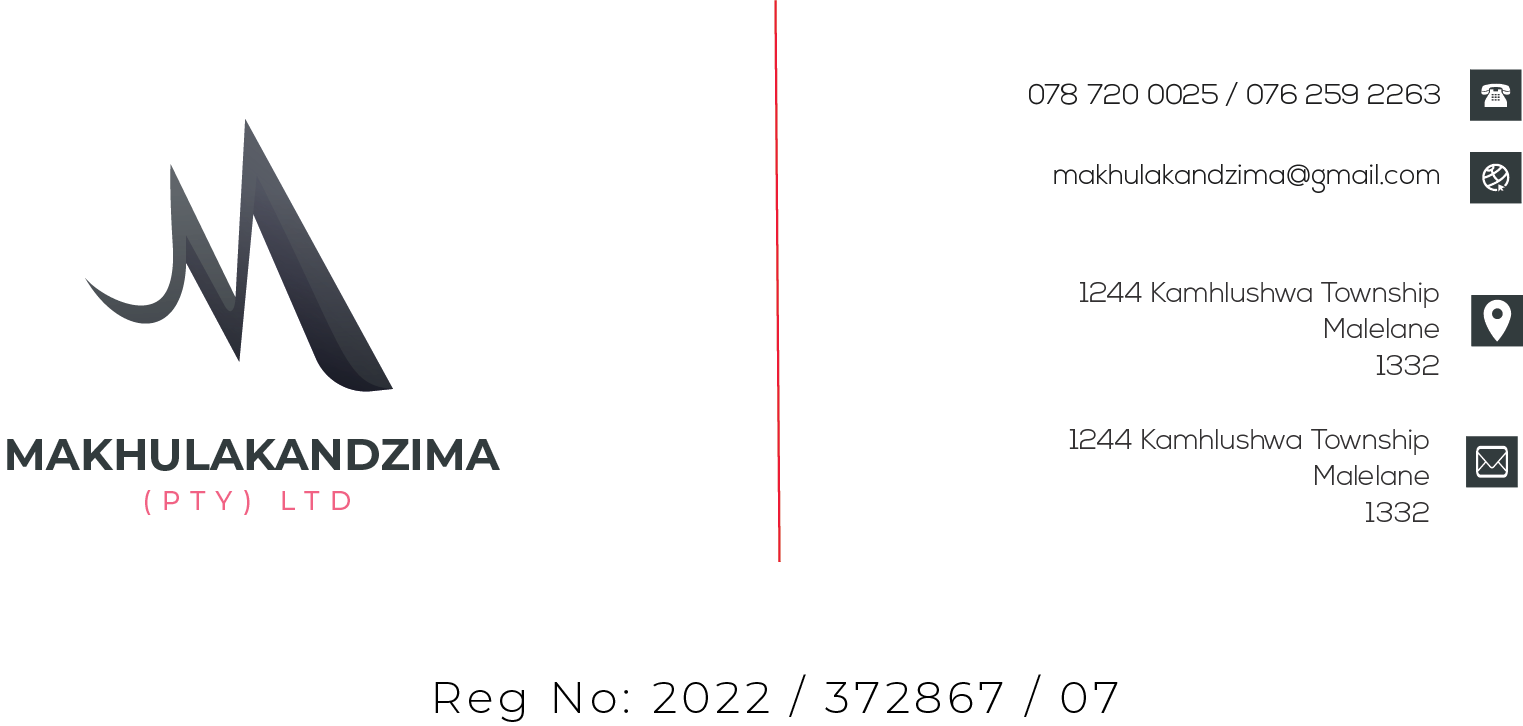 MAKHULAKANDZIMA
(PTY) LTD
078 720 0025 / 076 259 2263
makhulakandzima@gmail.com
1244 Kamhlushwa Township
Malelane
1332
1244 Kamhlushwa Township
Malelane
1332
Reg No: 2022 / 372867 / 07